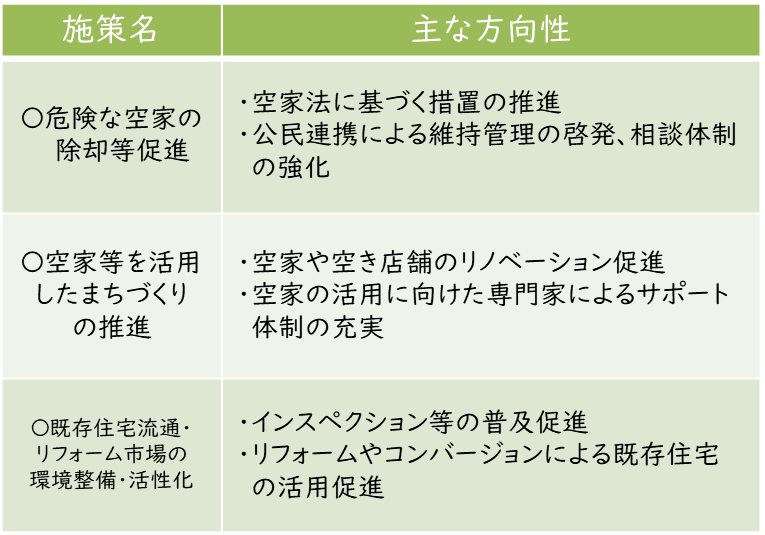 施策名
主な方向性
〇危険な空家の
除却等促進
・空家法に基づく措置の推進
・公民連携による維持管理の啓発、相談体制
の強化
〇空家等を活用
したまちづくり
の推進
・空家や空き店舗のリノベーション促進
・空家の活用に向けた専門家によるサポート
体制の充実
〇既存住宅流通・
リフォーム市場の
環境整備・活性化
・インスペクション等の普及促進
・リフォームやコンバージョンによる既存住宅
の活用促進